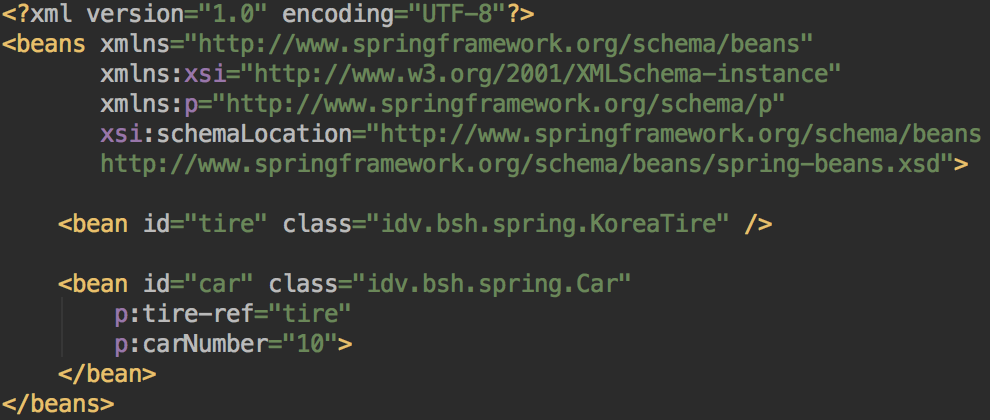 <?xml version="1.0" encoding="UTF-8"?>
<beans xmlns="http://www.springframework.org/schema/beans"
       xmlns:xsi="http://www.w3.org/2001/XMLSchema-instance"
       xmlns:p="http://www.springframework.org/schema/p"
       xsi:schemaLocation="http://www.springframework.org/schema/beans
       http://www.springframework.org/schema/beans/spring-beans.xsd">

    <bean id="tire" class="idv.bsh.spring.KoreaTire" />

    <bean id="car" class="idv.bsh.spring.Car"
        p:tire-ref="tire"
        p:carNumber="10">
    </bean>
</beans>